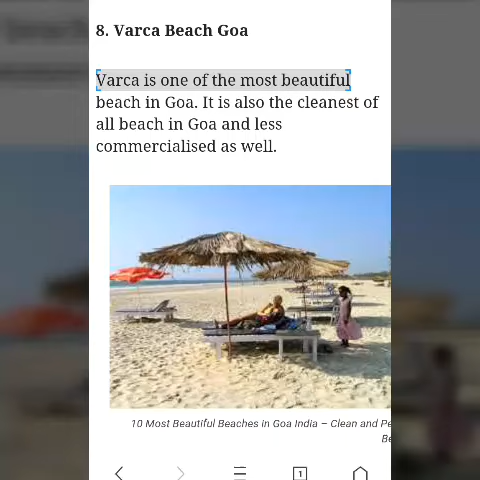 8. Varca Beach Goa
Varca is one of the most beautiful
beach in Goa. It is also the cleanest of
all beach in Goa and less
commercialised as well.
10 Most Beautiful Beaches in Goa India – Clean and
1